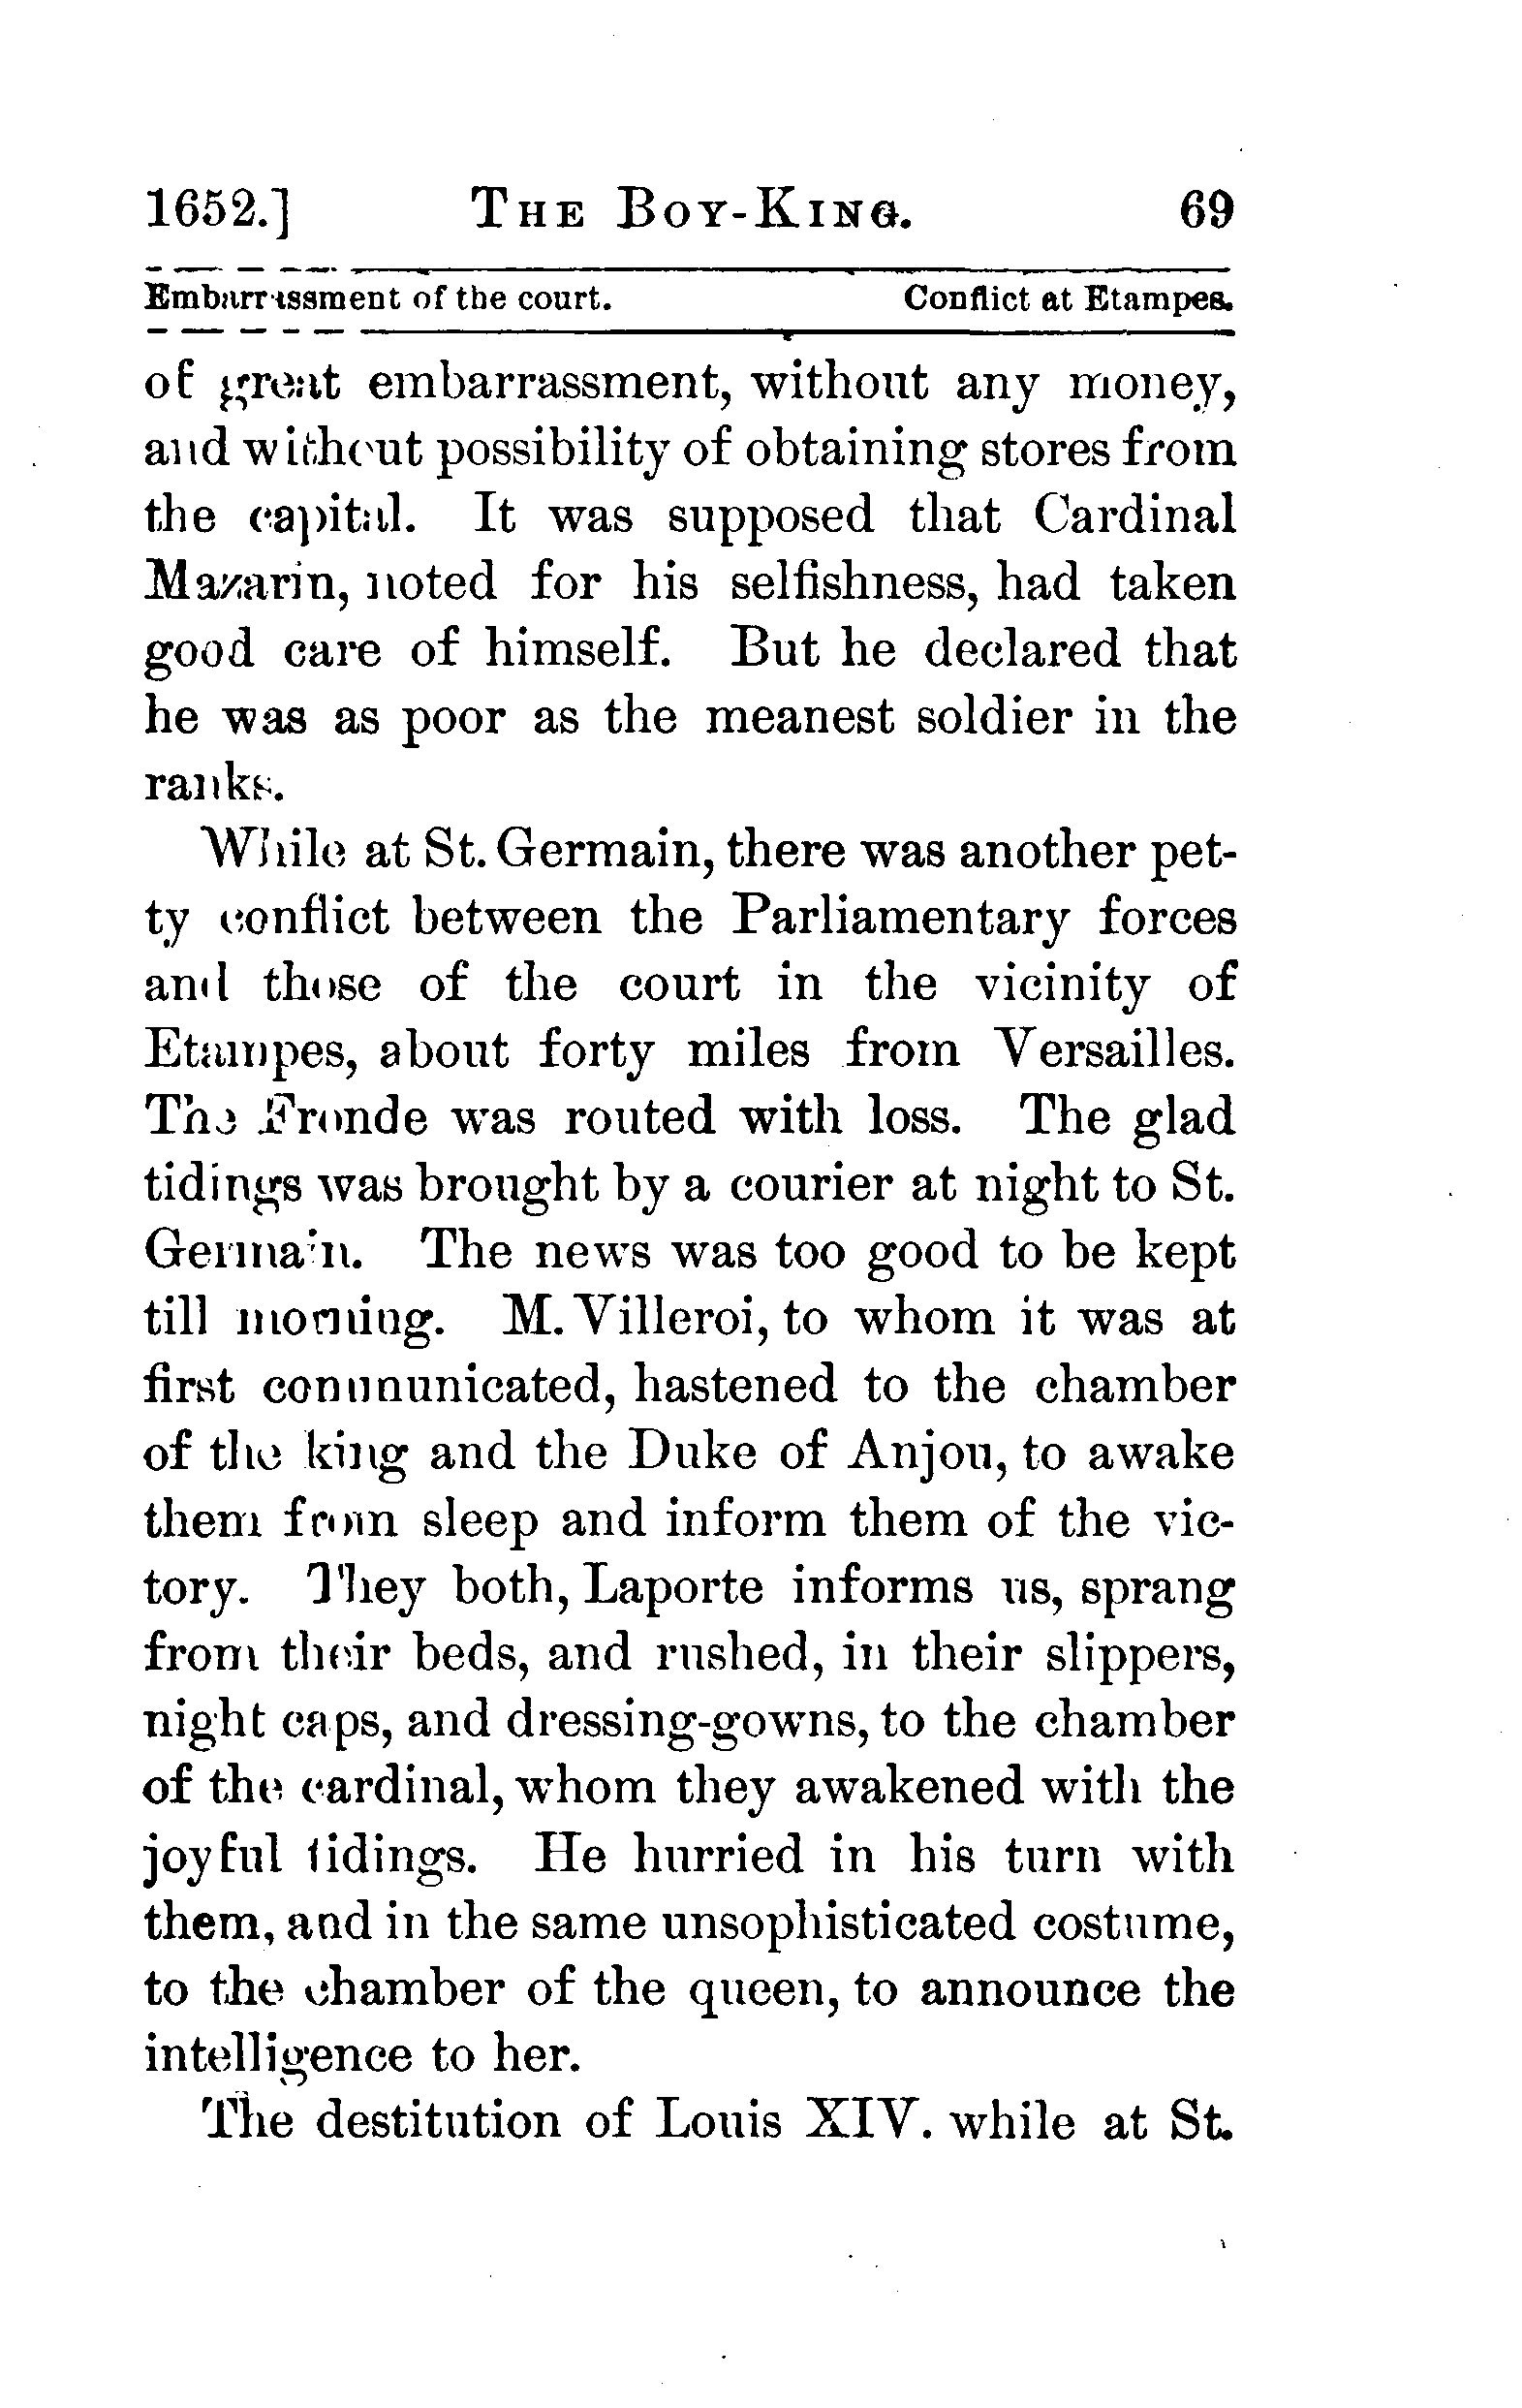 1652.] THE BOY-KING. 69
Embarrassment of the court. Conflict at Etampes.
of great embarrassment, without any money,
and without possibility of obtaining stores from
the capital. It was supposed that Cardinal
Mazarin, noted for his selfishness, had taken
good care of himself. But he declared that
he was as poor as the meanest soldier in the
ranks.
While at St. Germain, there was another pet-
ty conflict between the Parliamentary forces
and those of the court in the vicinity of
Etampes, about forty miles from Versailles.
The Fronde was routed with loss. The glad
tidings was brought by a courier at night to St.
Germain. The news was too good to be kept
till morning. M. Villeroi, to whom it was at
first communicated, hastened to the chamber
of the king and the Duke of Anjou, to awake
them from sleep and inform them of the vic-
tory. They both, Laporte informs us, sprang
from their beds, and rushed, in their slippers,
night caps, and dressing-gowns, to the chamber
of the cardinal, whom they awakened with the
joyful tidings. He hurried in his turn with
them, and in the same unsophisticated costume,
to the chamber of the queen, to announce the
intelligence to her.
The destitution of Louis XIV. while at St.